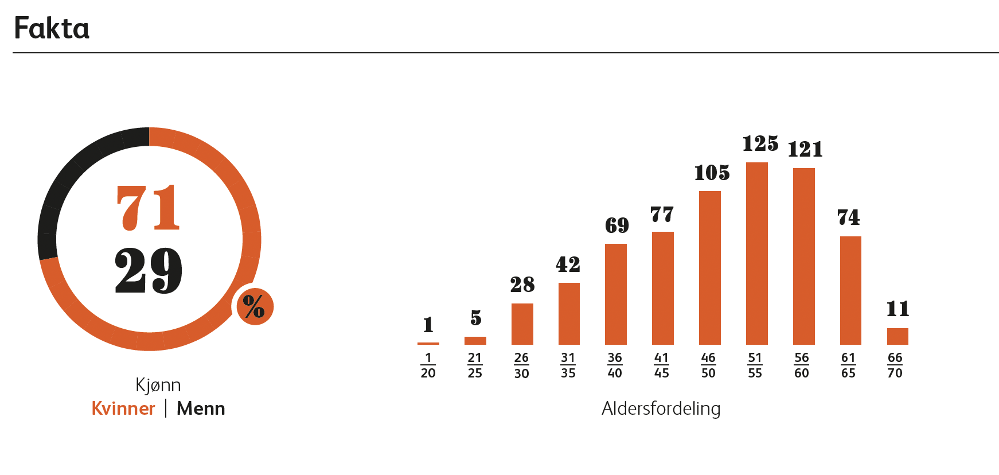 Fakta
71
29
%
Kjønn
Kvinner | Menn
1 5 28 42 69 77 105 125 121 74 11
1 21 26 31 36 41 46 51 56 61 66
20 25 30 35 40 45 50 55 60 65 70
Aldersfordeling